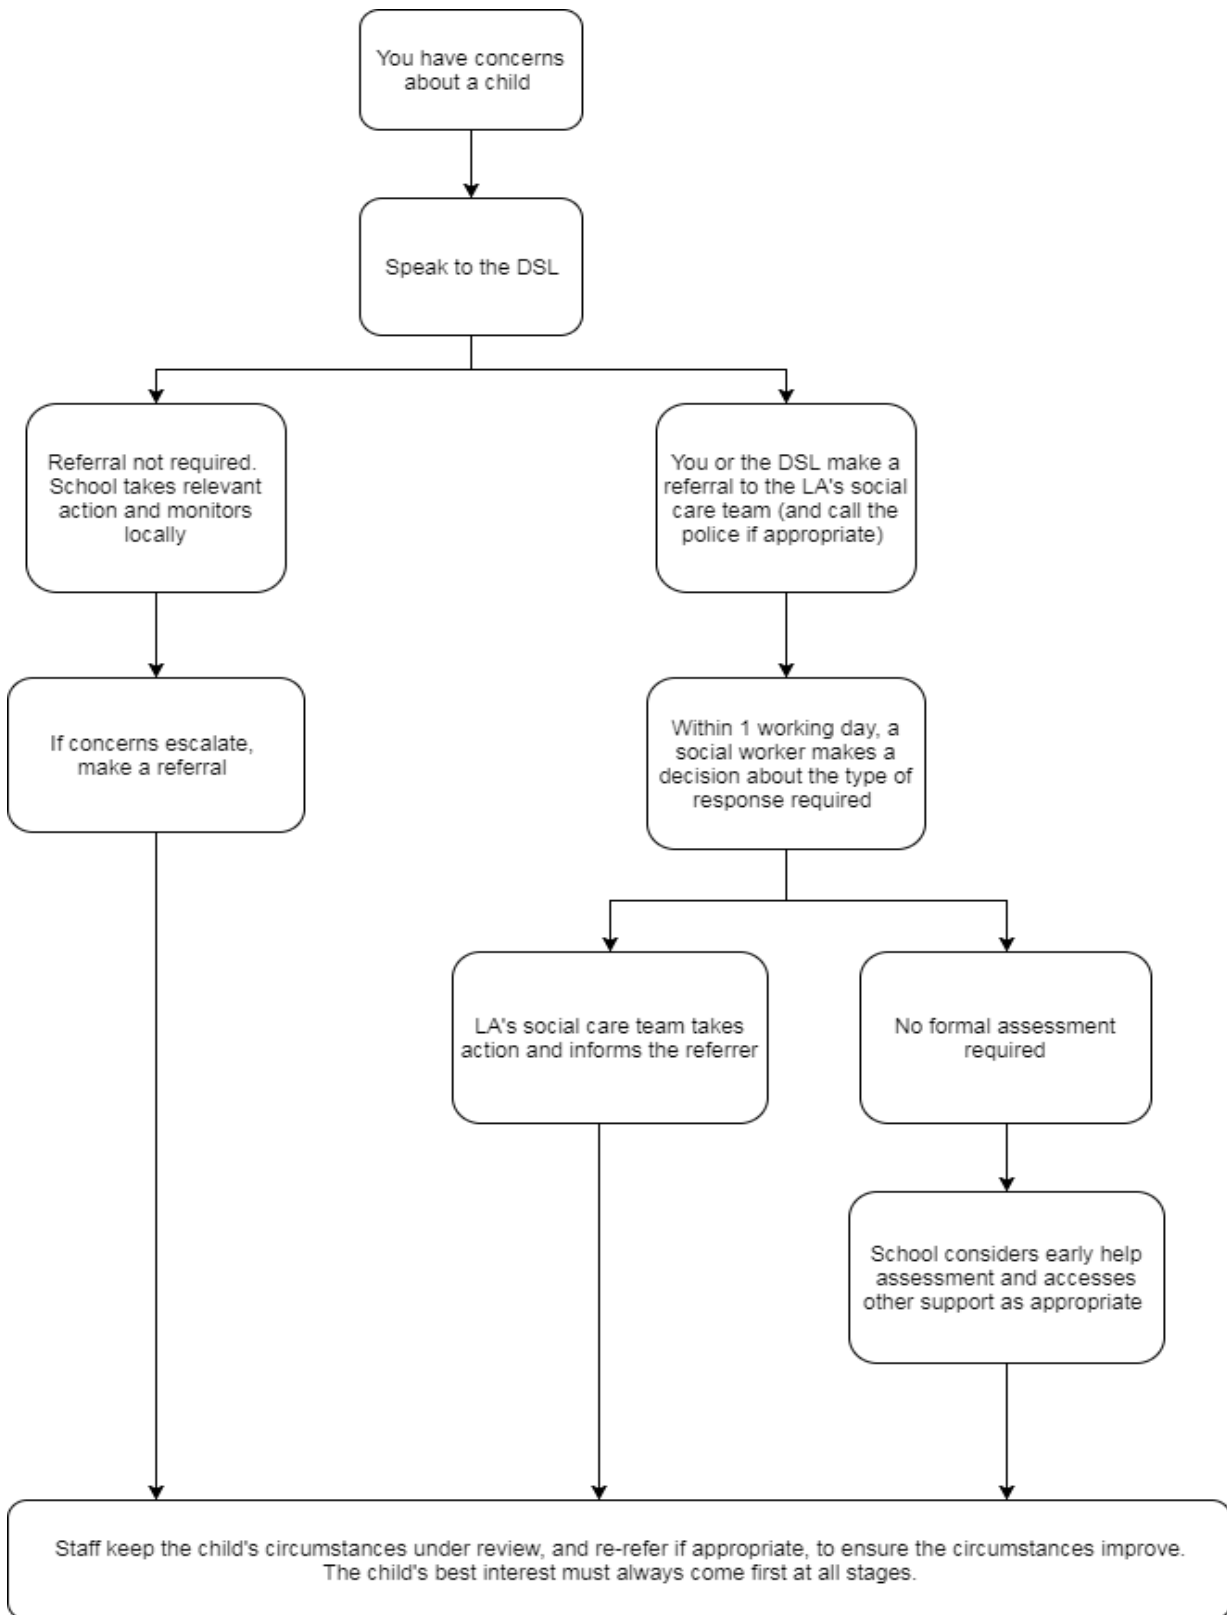 You have concerns
about a child
Speak to the DSL
Referral not required.
School takes relevant
action and monitors
locally
You or the DSL make a
referral to the LA's social
care team (and call the
police if appropriate)
If concerns escalate,
make a referral
Within 1 working day, a
social worker makes a
decision about the type of
response required
LA's social care team takes
action and informs the referrer
No formal assessment
required
School considers early help
assessment and accesses
other support as appropriate
Staff keep the child's circumstances under review, and re-refer if appropriate, to ensure the circumstances improve.
The child's best interest must always come first at all stages.